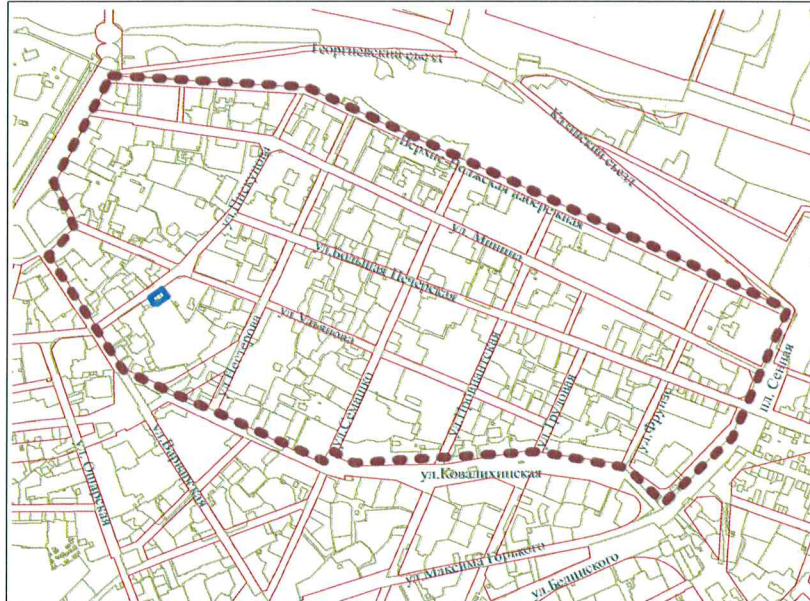 Георгиевский съезд
Казанский съезд
Верхне-Волжская набережная
ул.Пискунова
ул. Минина
ул.Большая Печерская
ул. Ульянова
ул.Нестерова
ул.Семашко
ул.Провиантская
ул.Трудовая
ул.Фрунзе
пл. Сенная
ул.Ковалихинская
ул.Варварская
ул.Ошарская
ул.Максима Горького
ул.Белинского